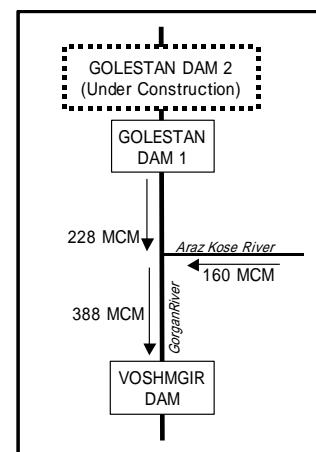 GOLESTAN DAM 2
(Under Construction)
GOLESTAN
DAM 1
228 MCM
Araz Kose River
160 MCM
388 MCM
GorganRiver
VOSHMGIR
DAM